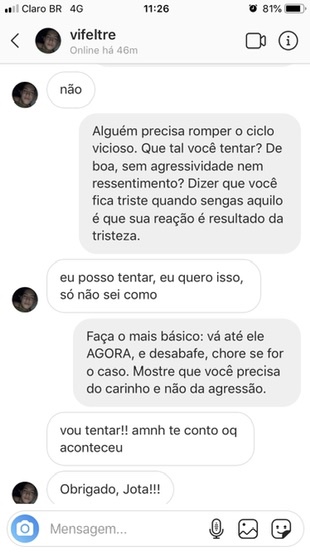 Claro BR 4G 11:26 81%
vifeltre
Online há 46m
não
Alguém precisa romper o ciclo
vicioso. Que tal você tentar? De
boa, sem agressividade nem
ressentimento? Dizer que você
fica triste quando sengas aquilo
é que sua reação é resultado da
tristeza.
eu posso tentar, eu quero isso,
só não sei como
Faça o mais básico: vá até ele
AGORA, e desabafe, chore se for
o caso. Mostre que você precisa
do carinho e não da agressão.
vou tentar!! amnh te conto oq
aconteceu
Obrigado, Jota!!!
Mensagem...